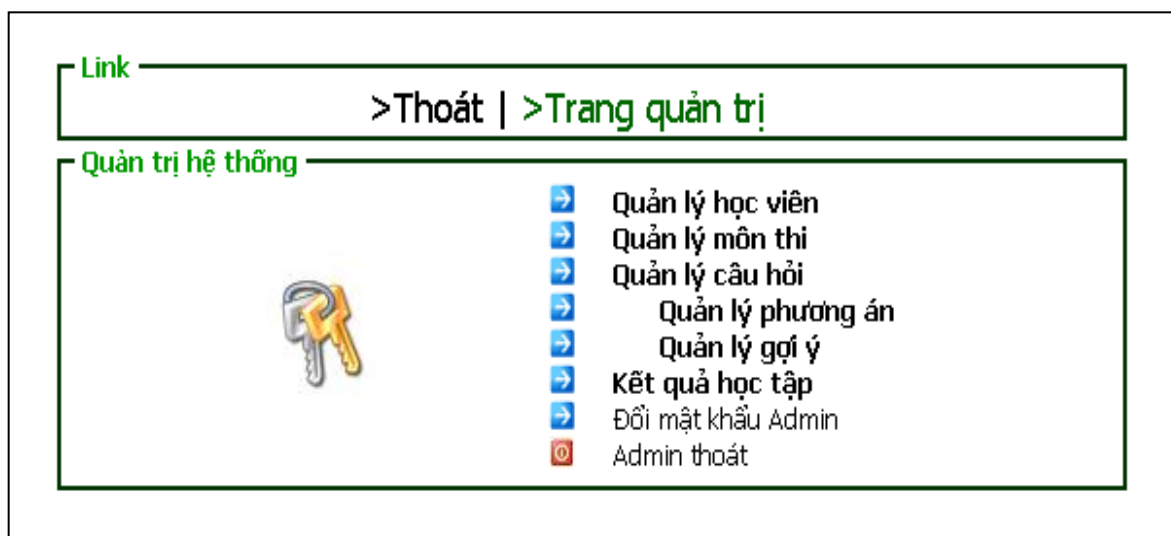 Link
>Thoát | >Trang quản trị
Quản trị hệ thống
Quản lý học viên
Quản lý môn thi
Quản lý câu hỏi
Quản lý phương án
Quản lý gợi ý
Kết quả học tập
Đổi mật khẩu Admin
Admin thoát